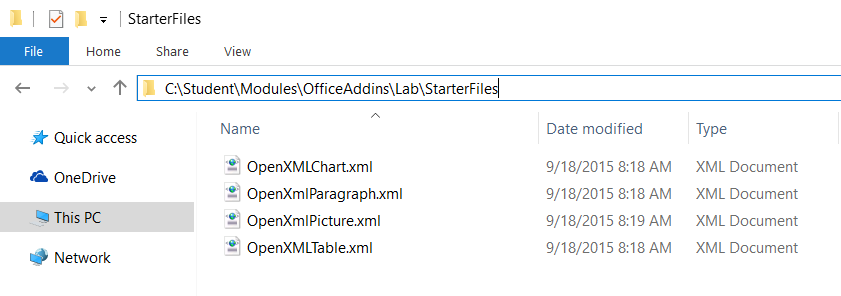 StarterFiles
File Home Share View
C:\Student\Modules\OfficeAddins\Lab\StarterFiles
Quick access
OneDrive
This PC
Network
Name Date modified Type
OpenXMLChart.xml 9/18/2015 8:18 AM XML Document
OpenXmlParagraph.xml 9/18/2015 8:18 AM XML Document
OpenXmlPicture.xml 9/18/2015 8:19 AM XML Document
OpenXMLTable.xml 9/18/2015 8:18 AM XML Document